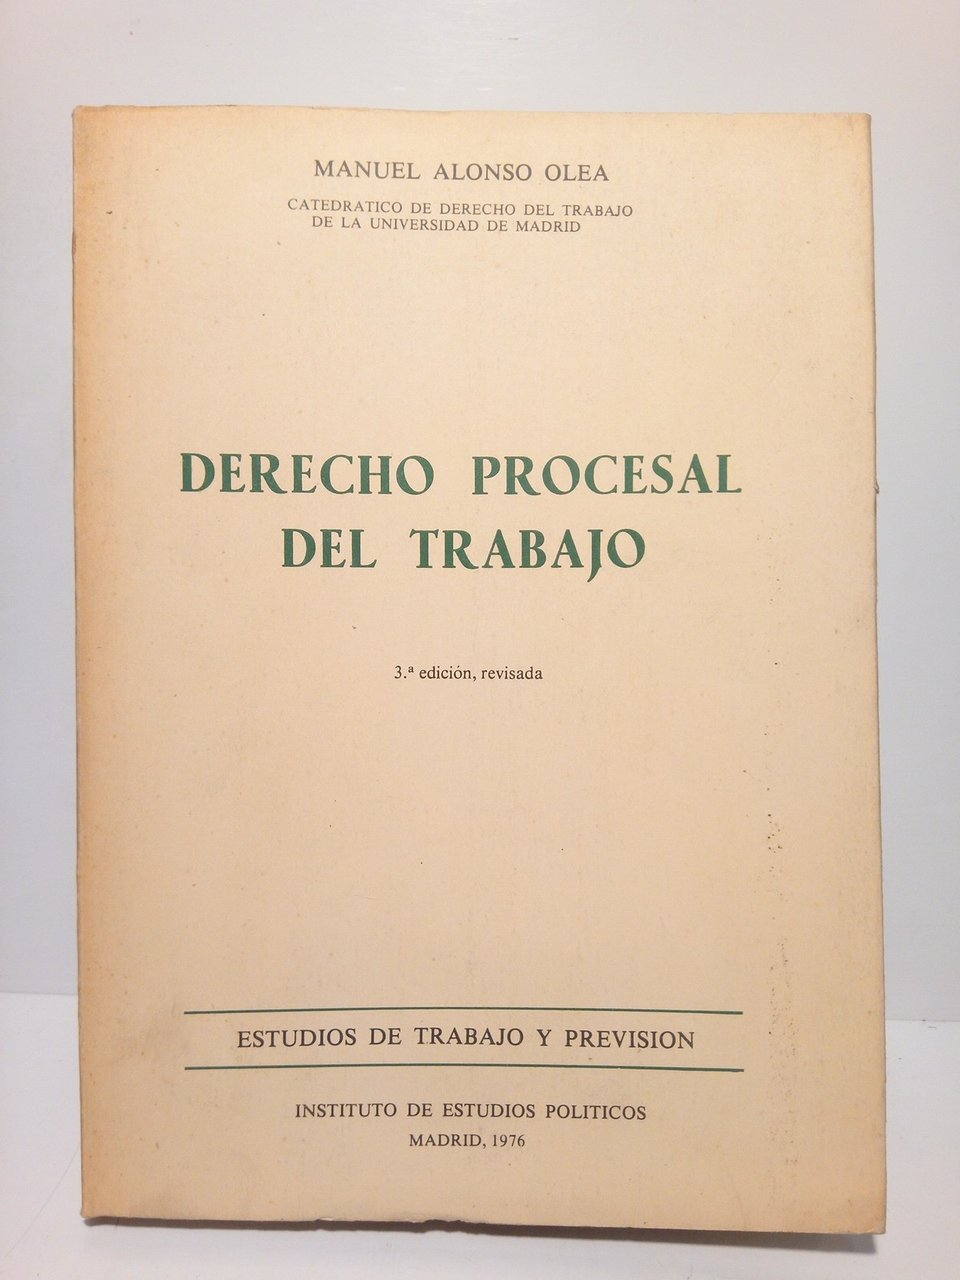 MANUEL ALONSO OLEA
CATEDRATICO DE DERECHO DEL TRABAJO
DE LA UNIVERSIDAD DE MADRID
DERECHO PROCESAL
DEL TRABAJO
3.ª edición, revisada
ESTUDIOS DE TRABAJO Y PREVISION
INSTITUTO DE ESTUDIOS POLITICOS
MADRID, 1976